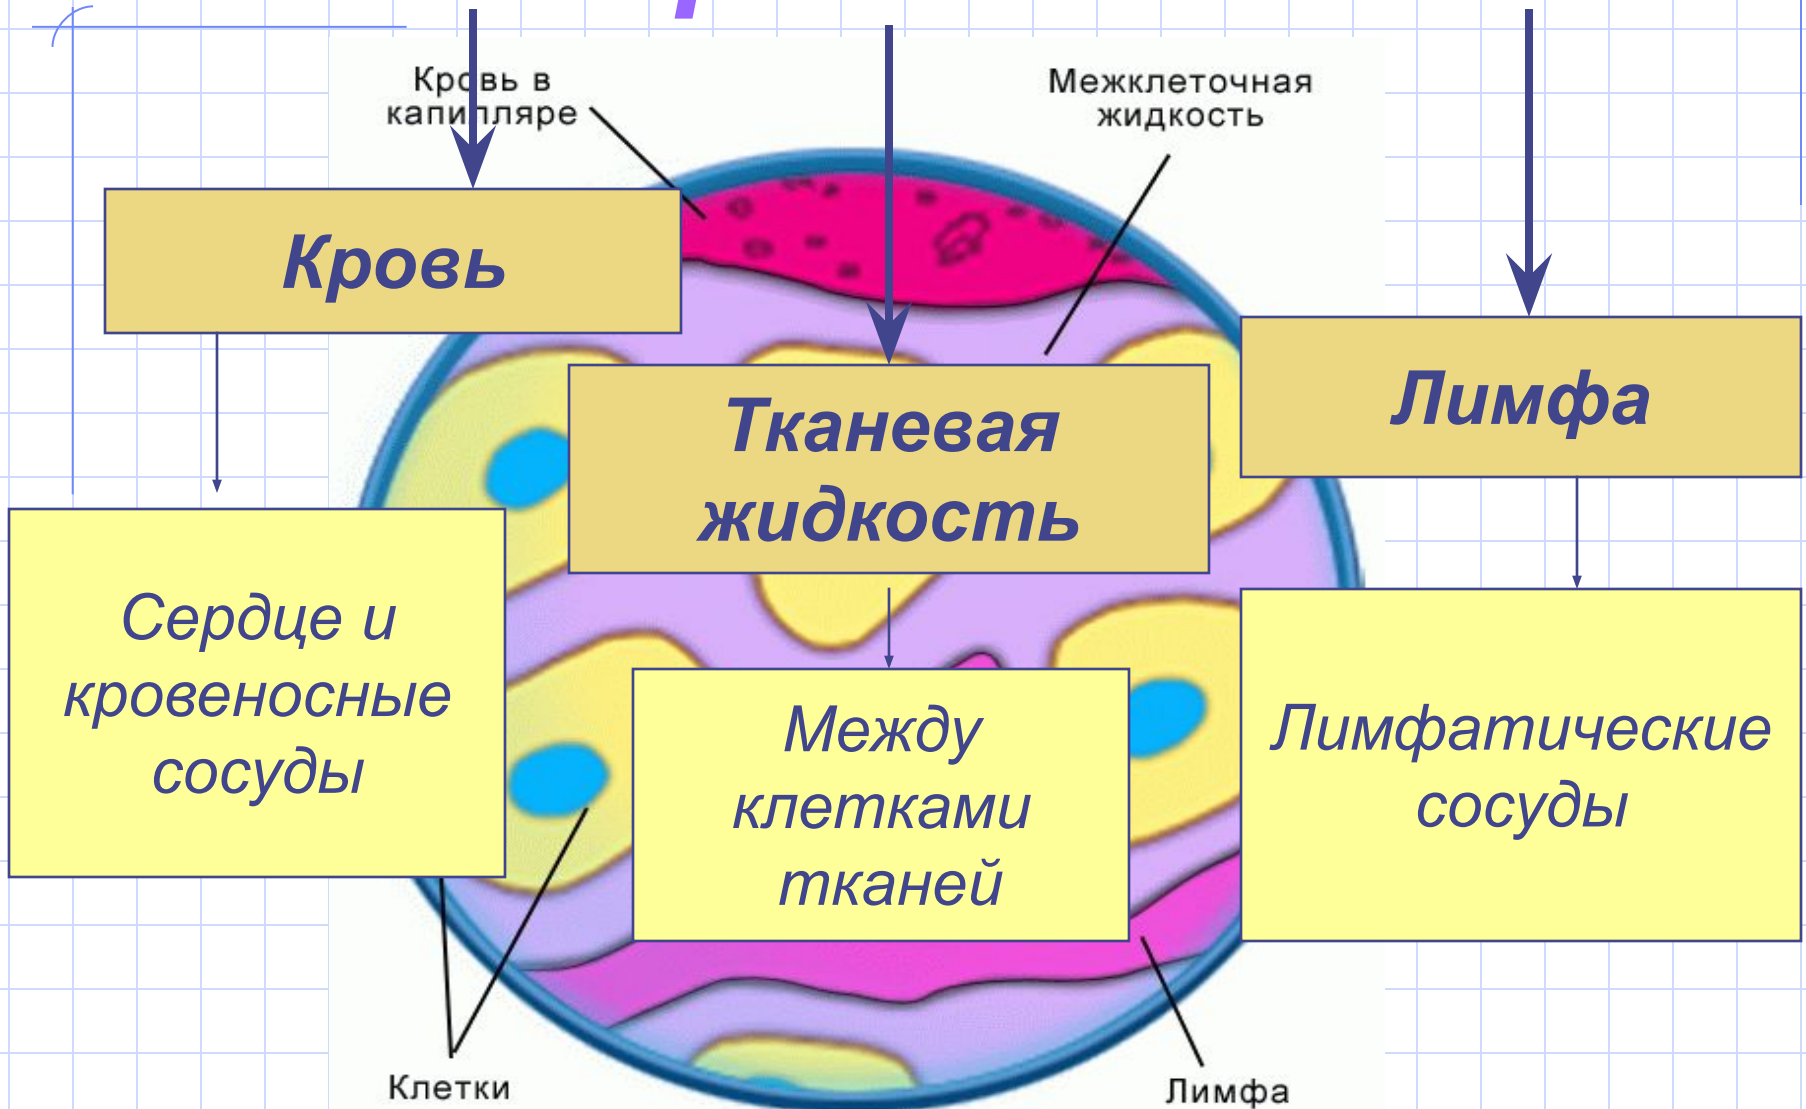 Кровь в
капилляре
Межклеточная
жидкость
Кровь
Тканевая
жидкость
Лимфа
Сердце и
кровеносные
сосуды
Между
клетками
тканей
Лимфатические
сосуды
Клетки
Лимфа